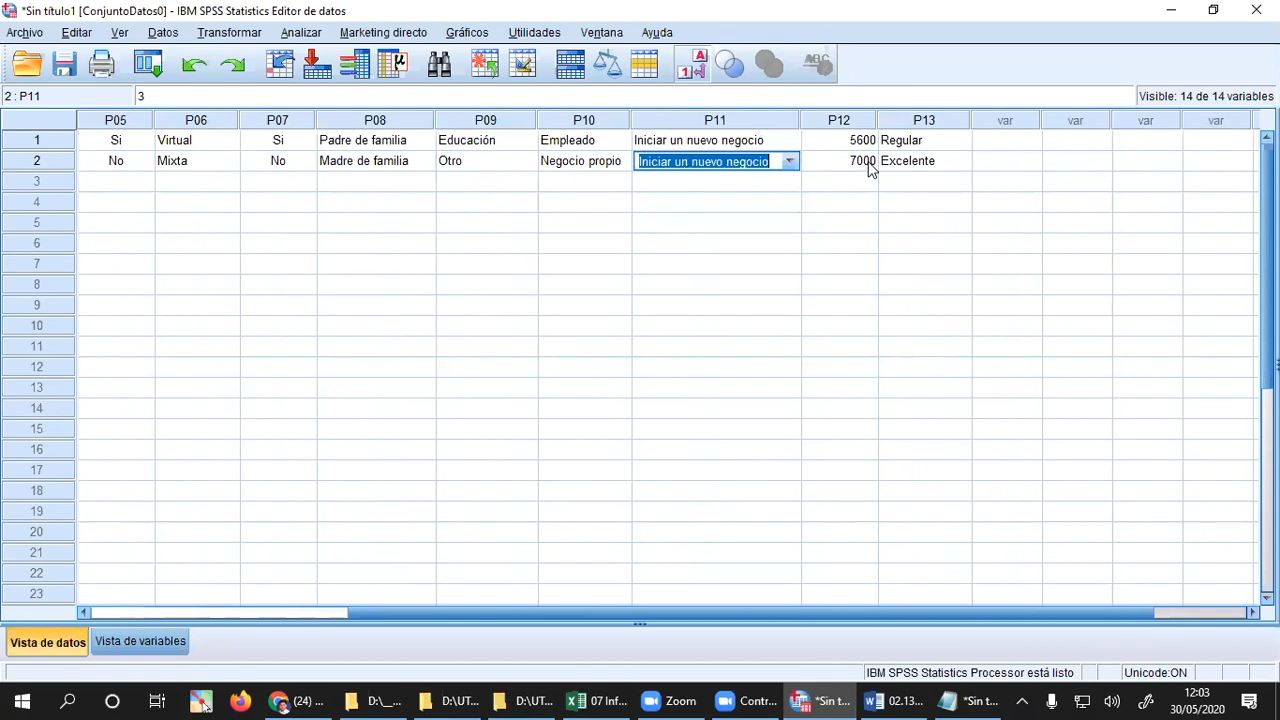 *Sin título1 [ConjuntoDatos0] - IBM SPSS Statistics Editor de datos
Archivo Editar Ver Datos Transformar Analizar Marketing directo Gráficos Utilidades Ventana Ayuda
2 : P11 3 Visible: 14 de 14 variables
P05 P06 P07 P08 P09 P10 P11 P12 P13 var var var var
1 Si Virtual Si Padre de familia Educación Empleado Iniciar un nuevo negocio 5600 Regular
2 No Mixta No Madre de familia Otro Negocio propio Iniciar un nuevo negocio 7000 Excelente
3
4
5
6
7
8
9
10
11
12
13
14
15
16
17
18
19
20
21
22
23
Vista de datos Vista de variables
IBM SPSS Statistics Processor está listo Unicode:ON
(24) ... D:\__... D:\UT... D:\UT... 07 Inf... Zoom Contr... *Sin t... 02.13... *Sin t... 12:03
30/05/2020